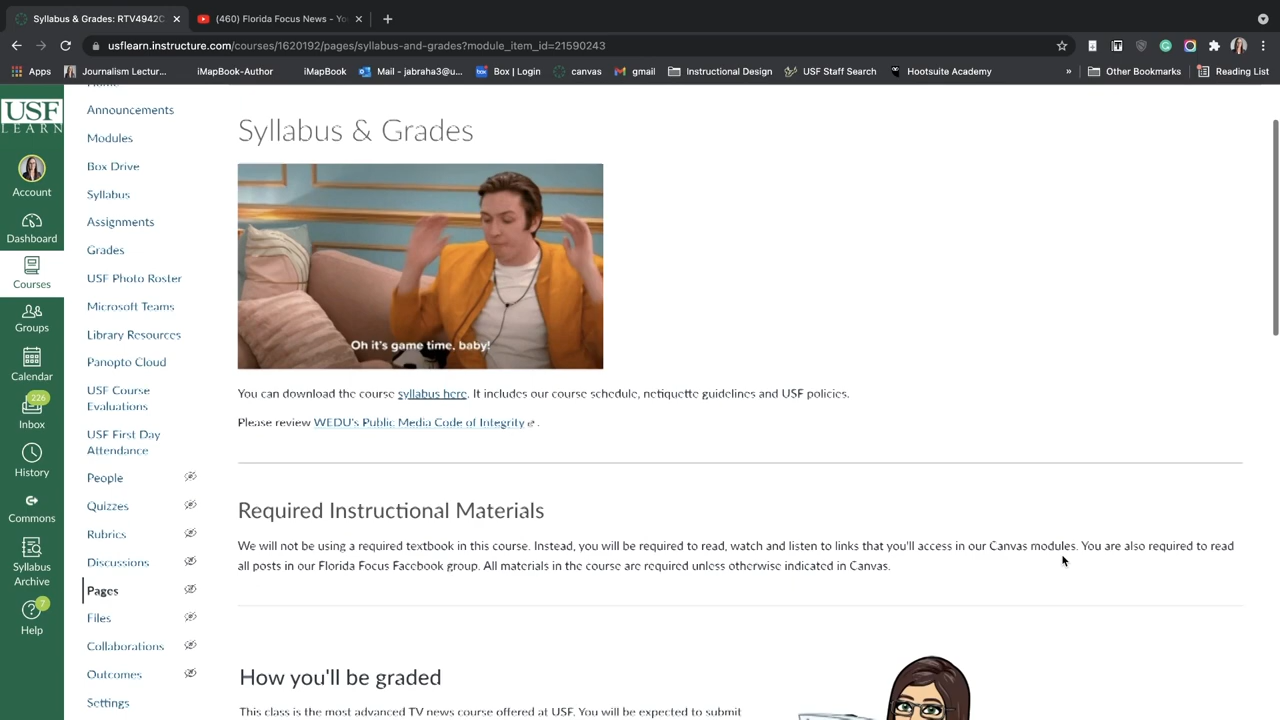 Syllabus & Grades: RTV4942C
(460) Florida Focus News - Yo
usflearn.instructure.com/courses/1620192/pages/syllabus-and-grades?module_item_id=21590243
Apps
Journalism Lectur...
iMapBook-Author
iMapBook
Mail - jabraha3@u...
Box | Login
canvas
gmail
Instructional Design
USF Staff Search
Hootsuite Academy
»
Other Bookmarks
Reading List
USF
LEARN
Account
Dashboard
Courses
Groups
Calendar
226
Inbox
History
Commons
Syllabus
Archive
7
Help
Announcements
Modules
Box Drive
Syllabus
Assignments
Grades
USF Photo Roster
Microsoft Teams
Library Resources
Panopto Cloud
USF Course
Evaluations
USF First Day
Attendance
People
Quizzes
Rubrics
Discussions
Pages
Files
Collaborations
Outcomes
Settings
Syllabus & Grades
Oh it's game time, baby!
You can download the course syllabus here. It includes our course schedule, netiquette guidelines and USF policies.
Please review WEDU's Public Media Code of Integrity .
Required Instructional Materials
We will not be using a required textbook in this course. Instead, you will be required to read, watch and listen to links that you'll access in our Canvas modules. You are also required to read
all posts in our Florida Focus Facebook group. All materials in the course are required unless otherwise indicated in Canvas.
How you'll be graded
This class is the most advanced TV news course offered at USF. You will be expected to submit